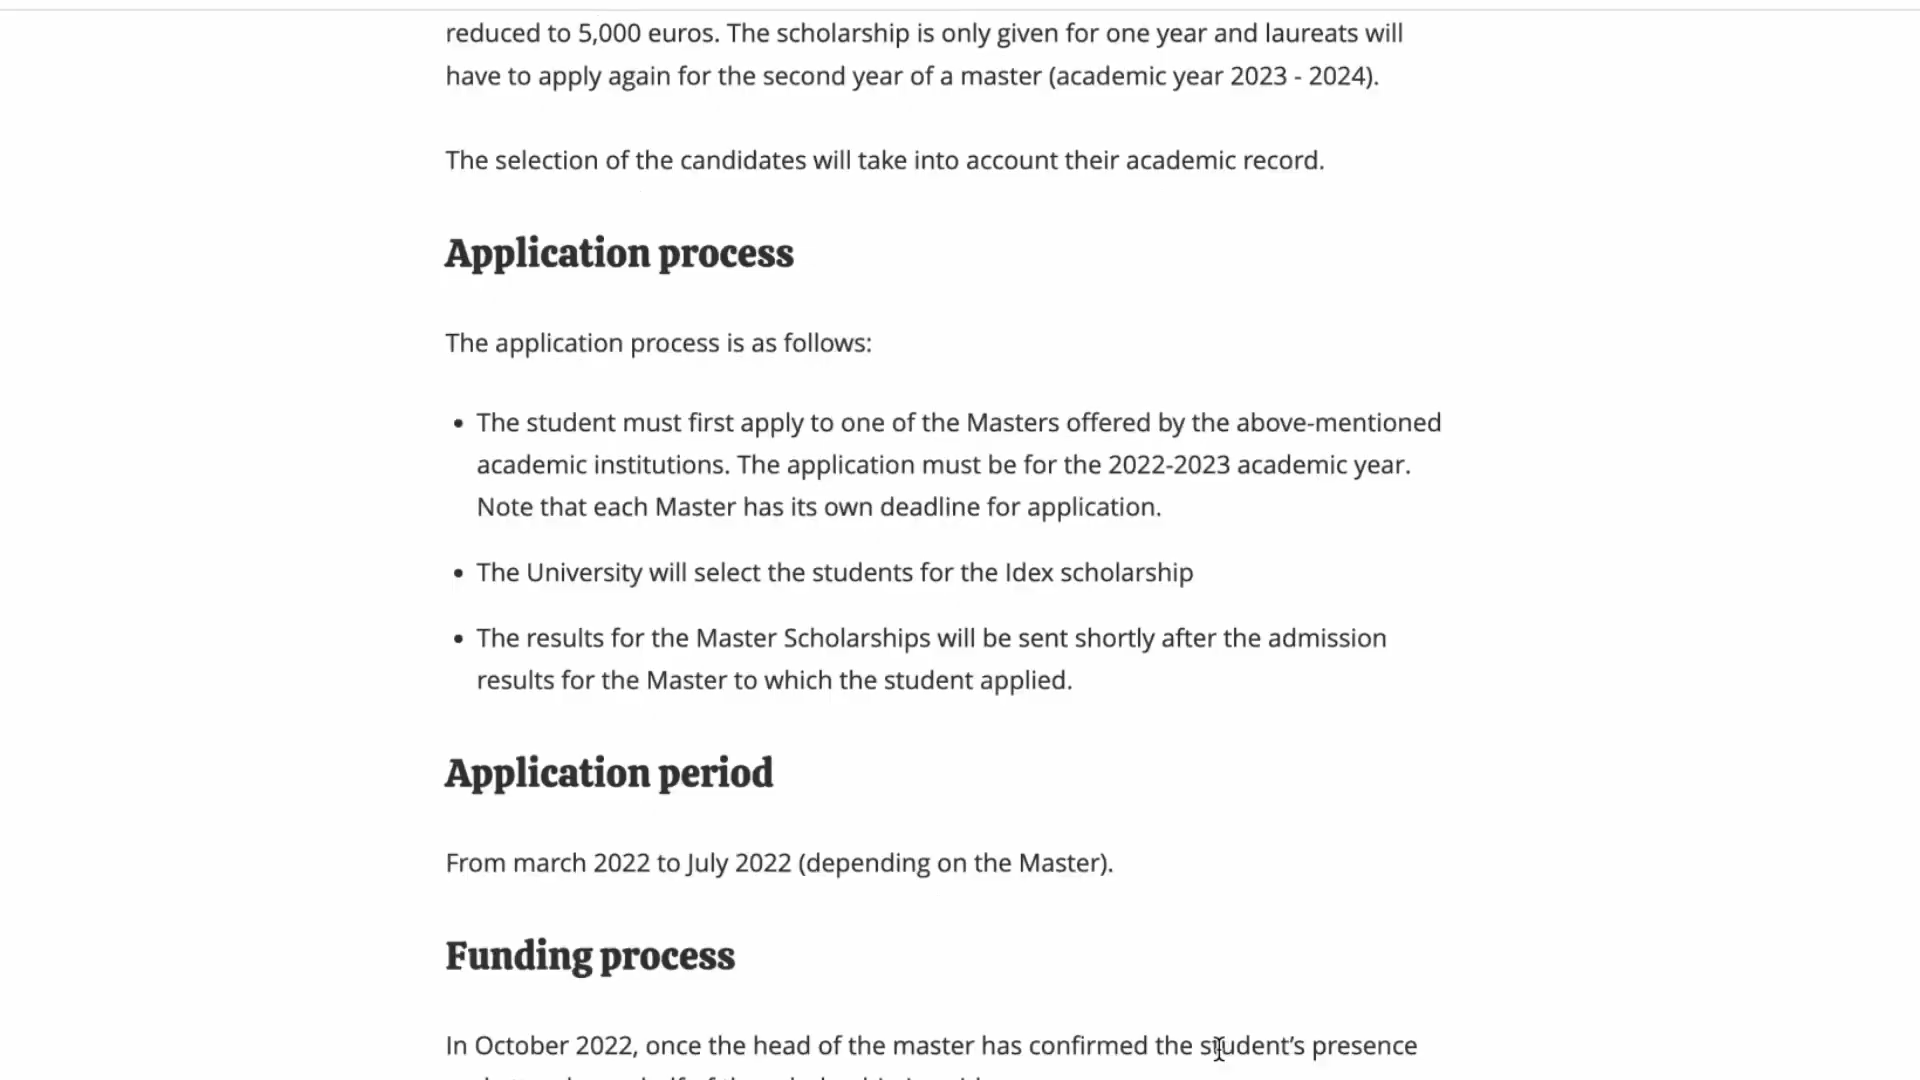 reduced to 5,000 euros. The scholarship is only given for one year and laureats will
have to apply again for the second year of a master (academic year 2023 - 2024).
The selection of the candidates will take into account their academic record.
Application process
The application process is as follows:
• The student must first apply to one of the Masters offered by the above-mentioned
academic institutions. The application must be for the 2022-2023 academic year.
Note that each Master has its own deadline for application.
• The University will select the students for the Idex scholarship
• The results for the Master Scholarships will be sent shortly after the admission
results for the Master to which the student applied.
Application period
From march 2022 to July 2022 (depending on the Master).
Funding process
In October 2022, once the head of the master has confirmed the student’s presence